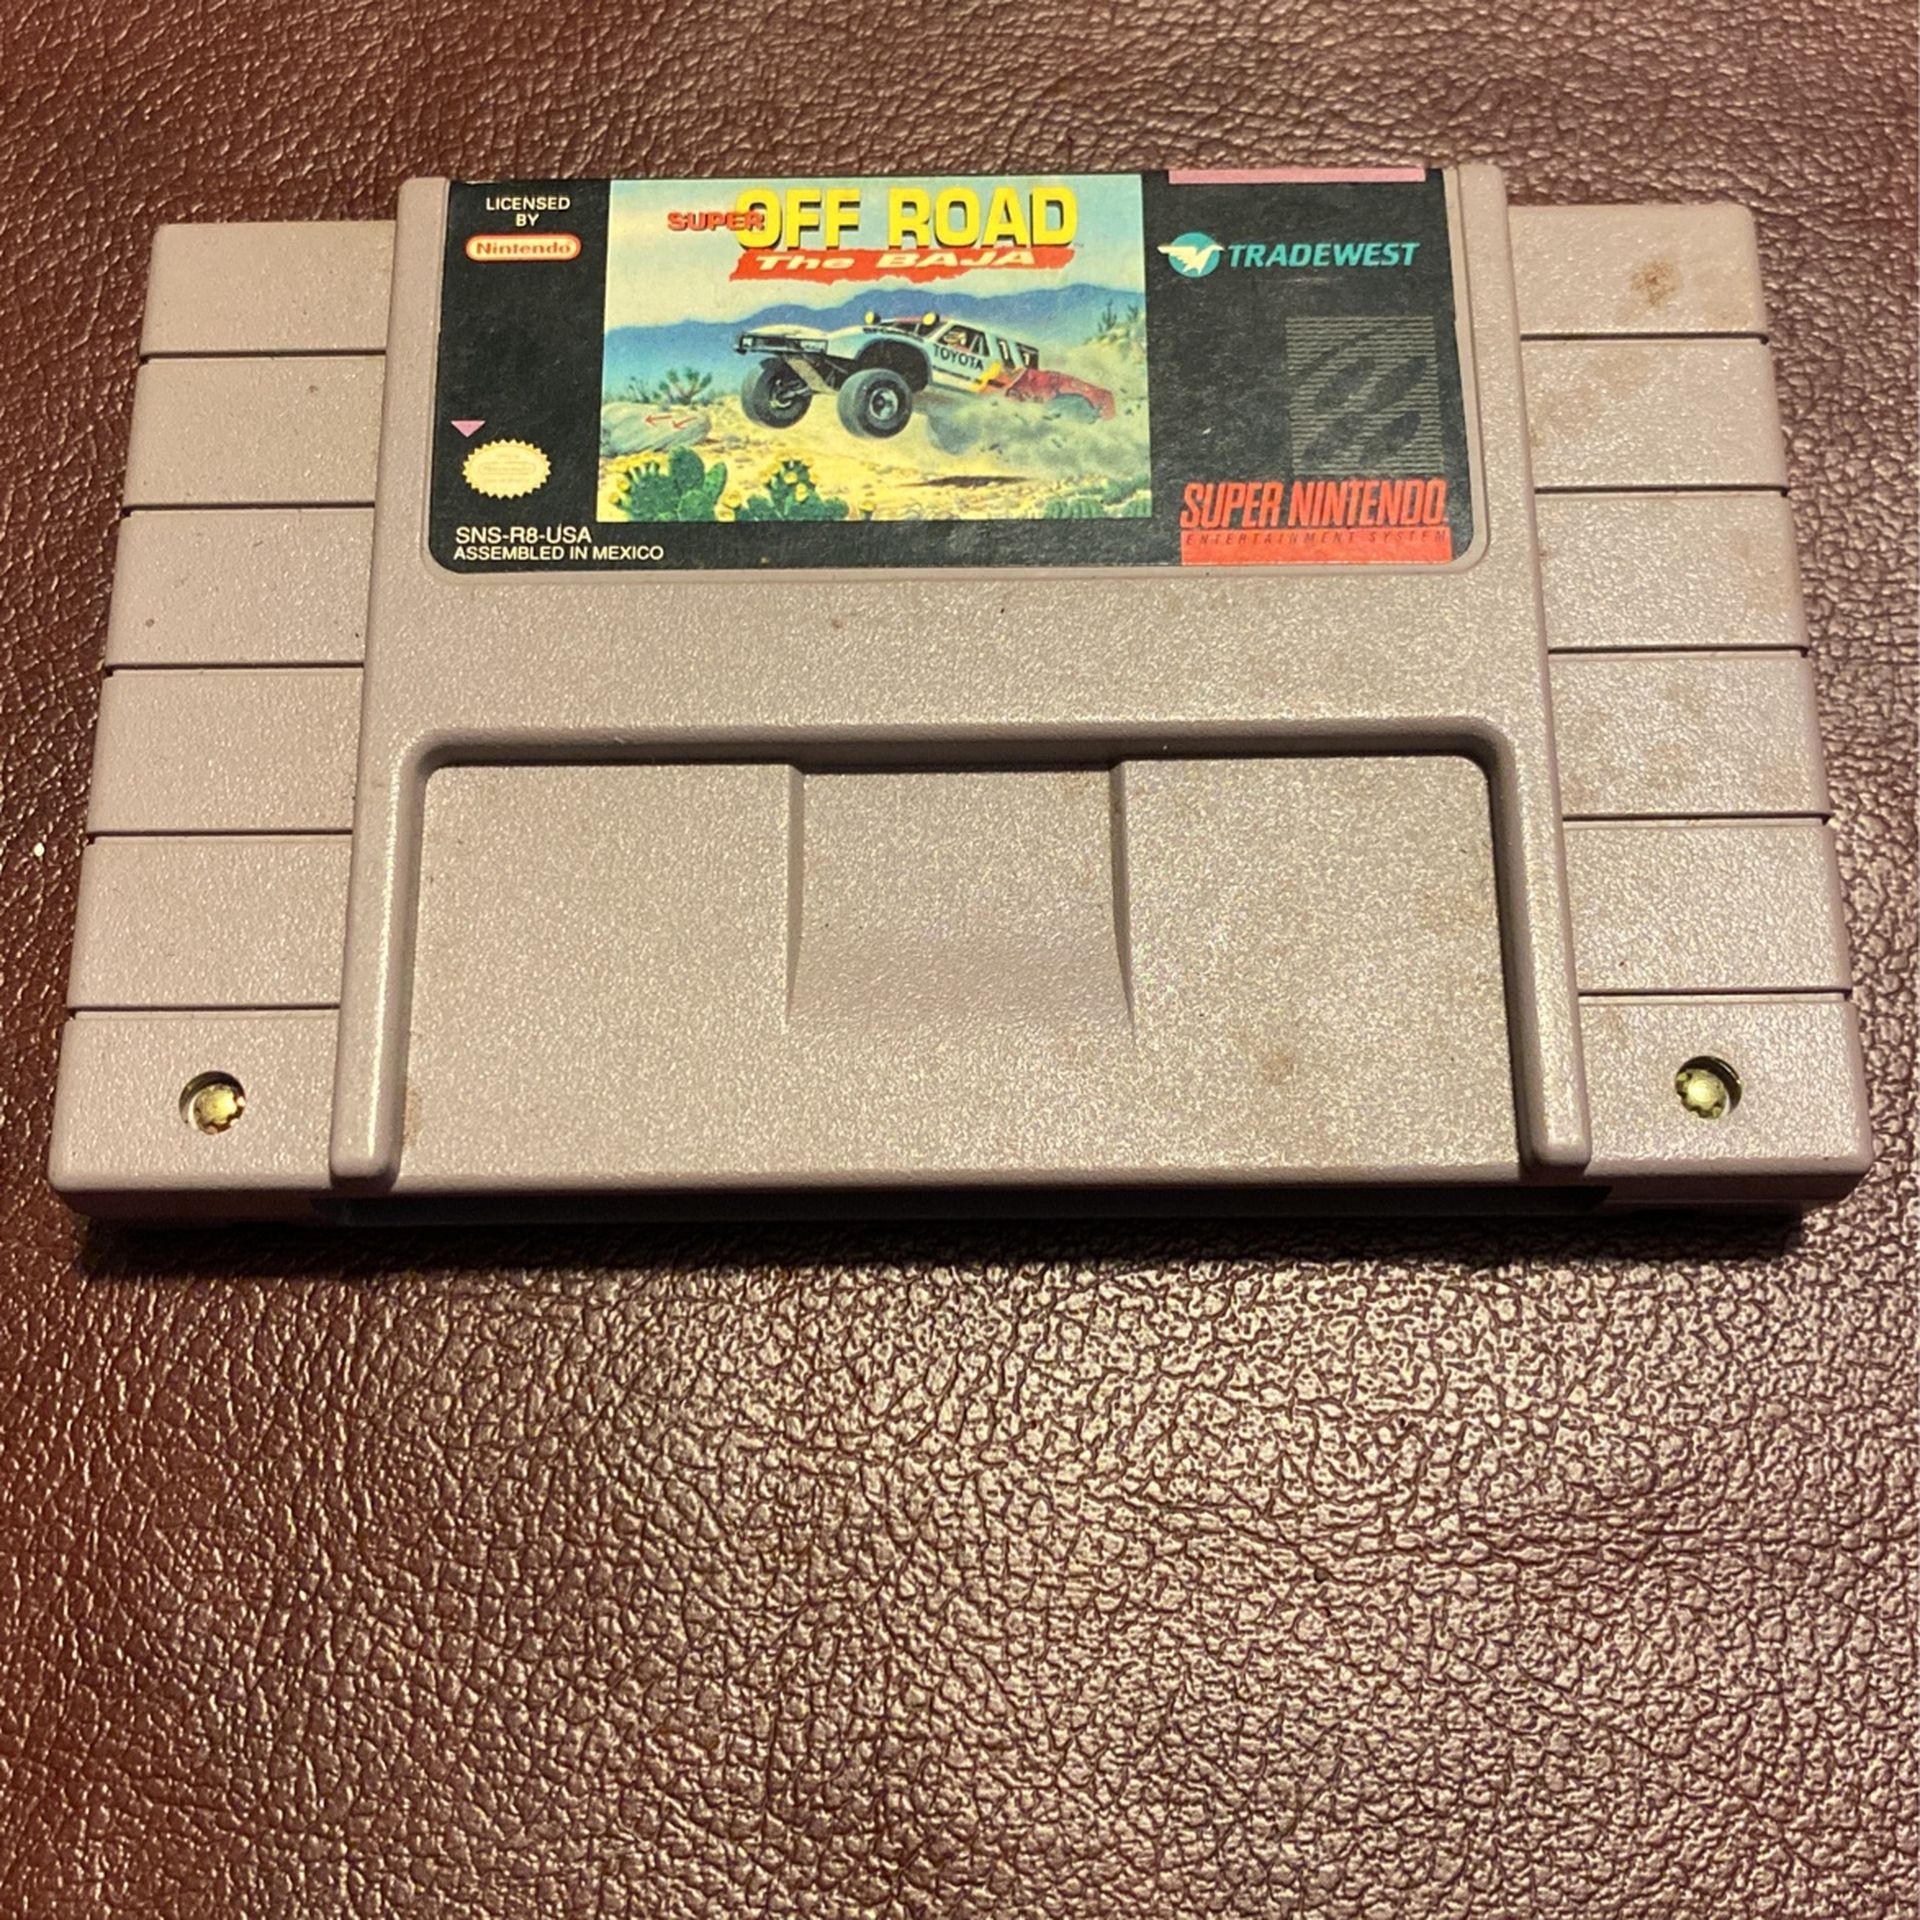 LICENSED
BY
Nintendo
SUPER OFF ROAD
The BAJA
TOYOTA
TRADEWEST
SNS-R8-USA
ASSEMBLED IN MEXICO
SUPER NINTENDO
ENTERTAINMENT SYSTEM